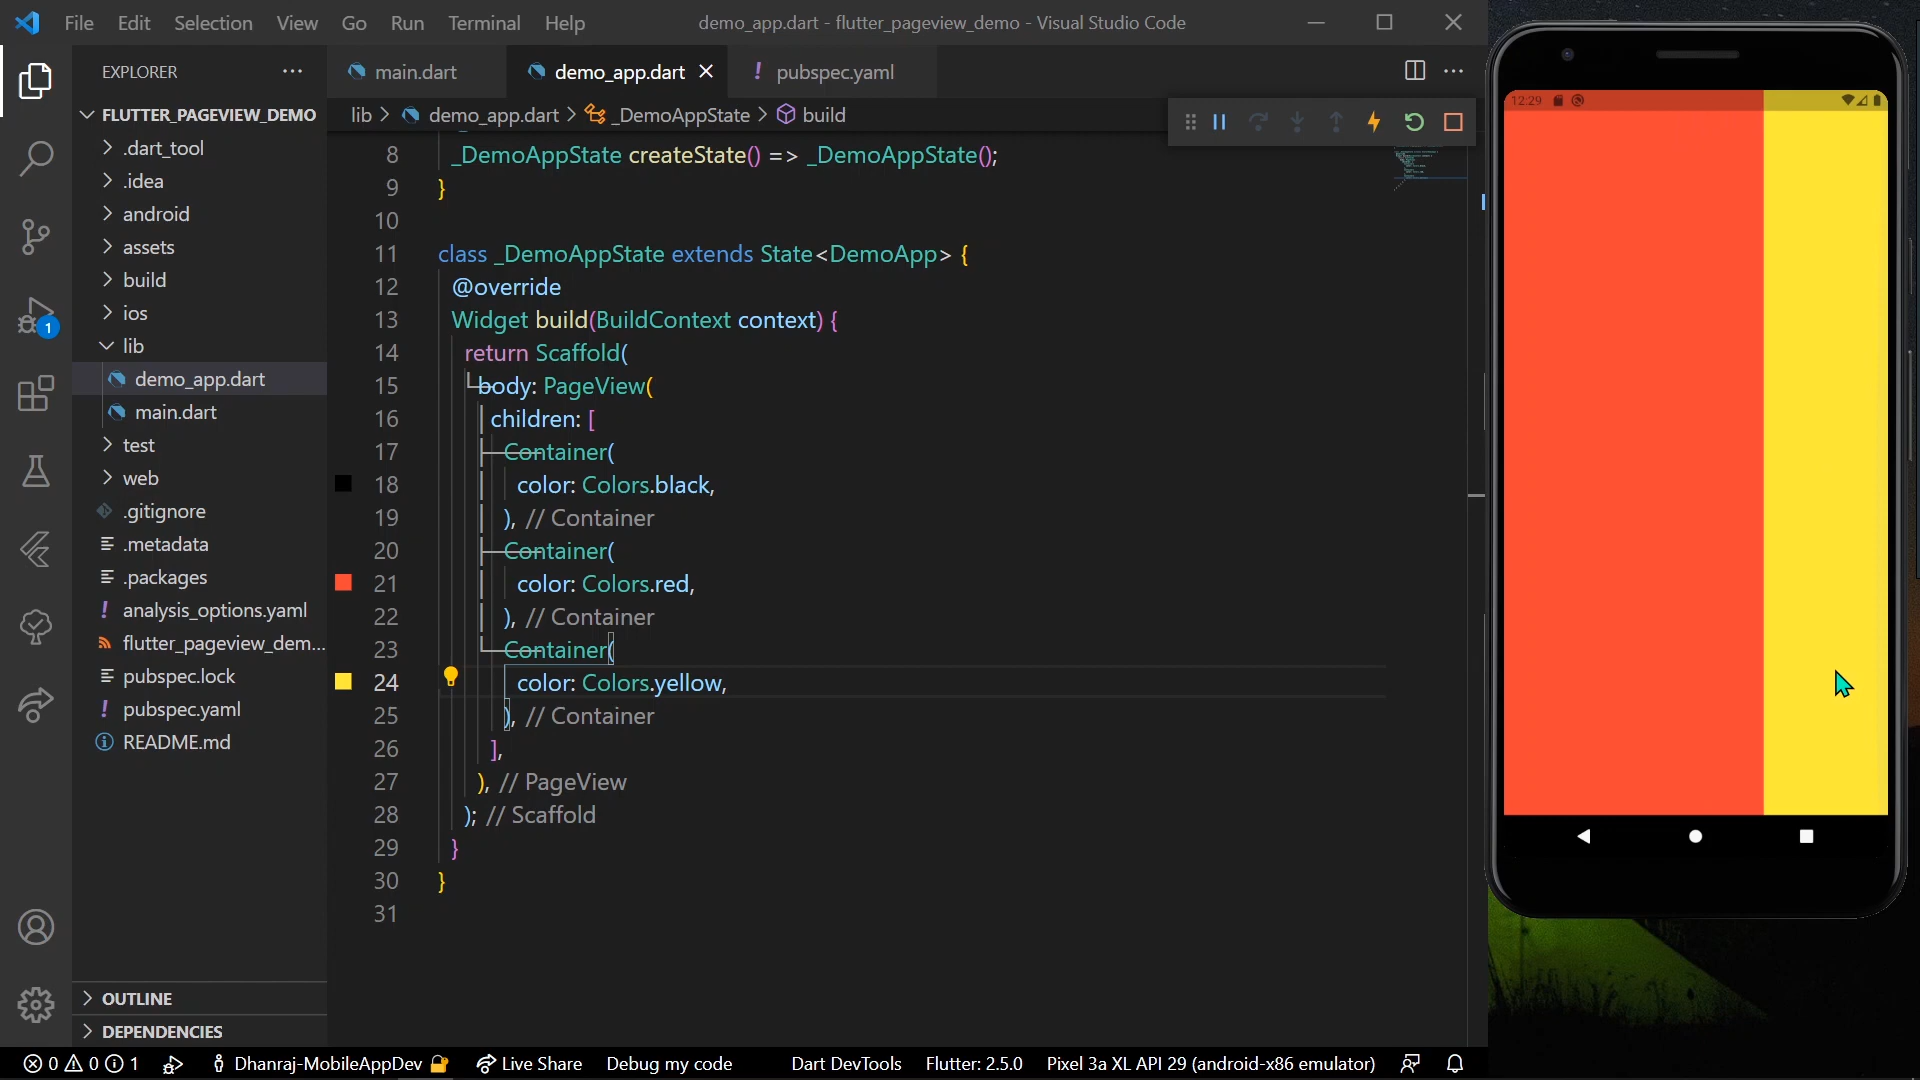 File Edit Selection View Go Run Terminal Help
demo_app.dart - flutter_pageview_demo - Visual Studio Code
EXPLORER
FLUTTER_PAGEVIEW_DEMO
.dart_tool
.idea
android
assets
build
ios
lib
demo_app.dart
main.dart
test
web
.gitignore
.metadata
.packages
analysis_options.yaml
flutter_pageview_dem...
pubspec.lock
pubspec.yaml
README.md
OUTLINE
DEPENDENCIES
1
main.dart demo_app.dart pubspec.yaml
lib > demo_app.dart > _DemoAppState > build
8 _DemoAppState createState() => _DemoAppState();
9 }
10
11 class _DemoAppState extends State<DemoApp> {
12 @override
13 Widget build(BuildContext context) {
14 return Scaffold(
15 body: PageView(
16 children: [
17 Container(
18 color: Colors.black,
19 ), // Container
20 Container(
21 color: Colors.red,
22 ), // Container
23 Container(
24 color: Colors.yellow,
25 ), // Container
26 ],
27 ), // PageView
28 ); // Scaffold
29 }
30 }
31
12:29
0 0 1 Dhanraj-MobileAppDev Live Share Debug my code Dart DevTools Flutter: 2.5.0 Pixel 3a XL API 29 (android-x86 emulator)